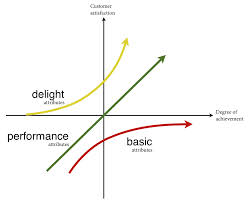 Customer
satisfaction
delight
attributes
Degree of
achievement
performance
attributes
basic
attributes